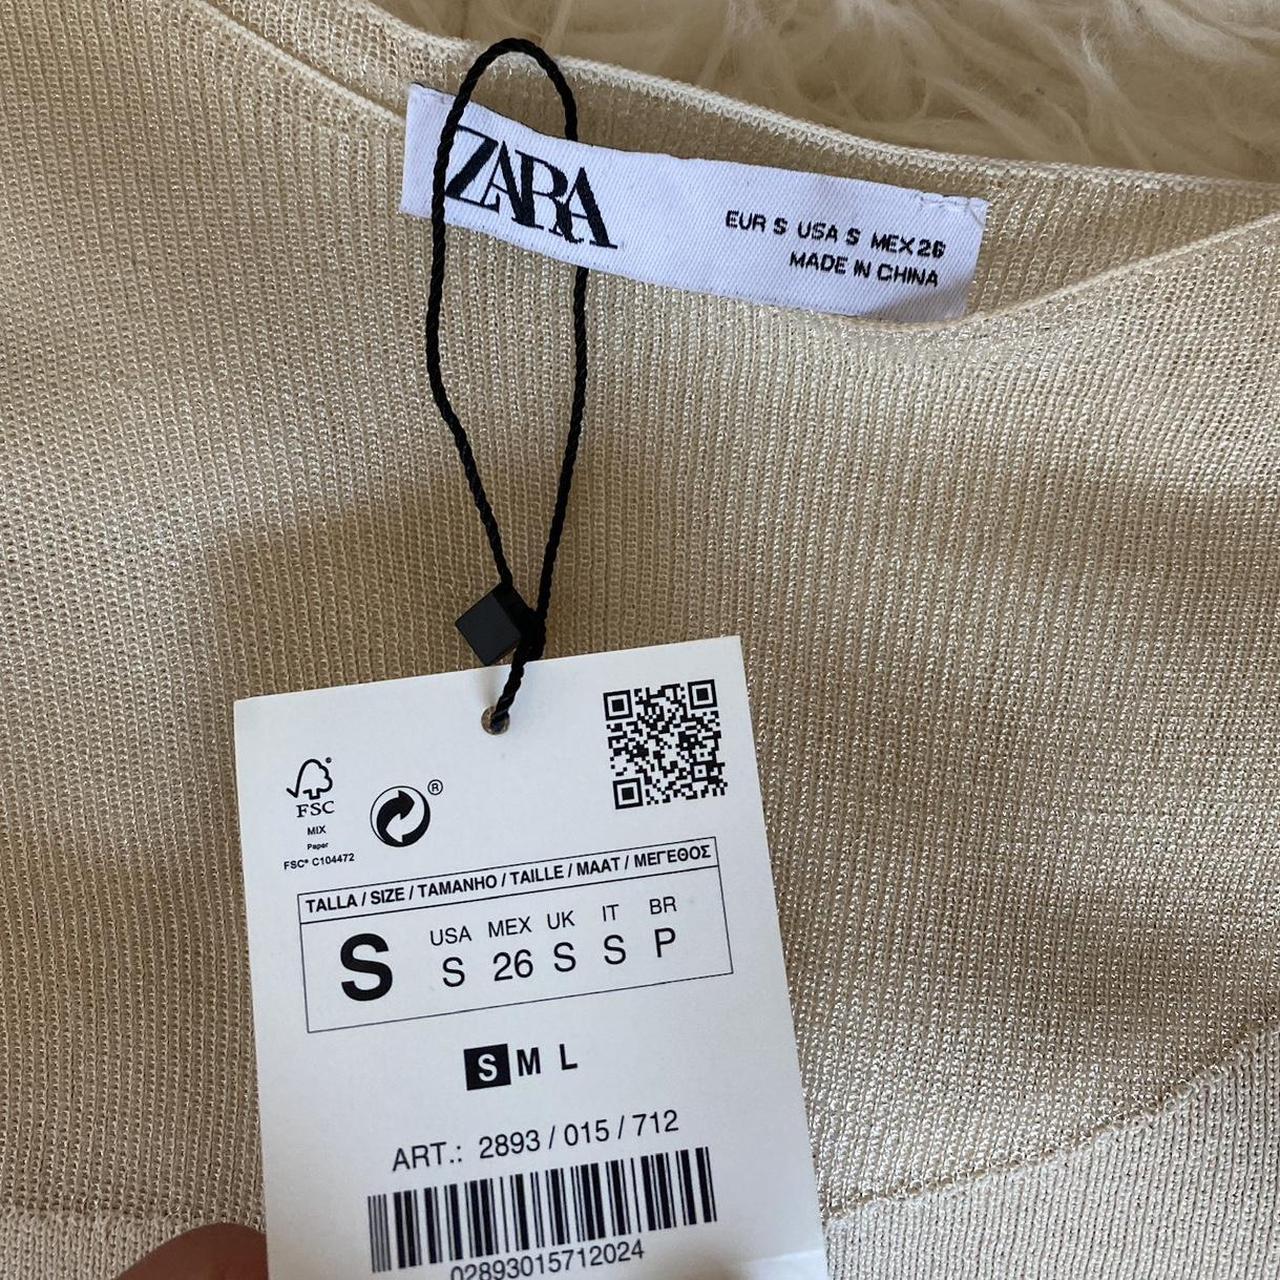 ZARA
EUR S USA S MEX 26
MADE IN CHINA
FSC
MIX
Paper
FSC® C104472
®
TALLA / SIZE / TAMANHO / TAILLE / MAAT / ΜΕΓΕΘΟΣ
USA MEX UK IT BR
S S 26 S S P
S M L
ART.: 2893 / 015 / 712
02893015712024